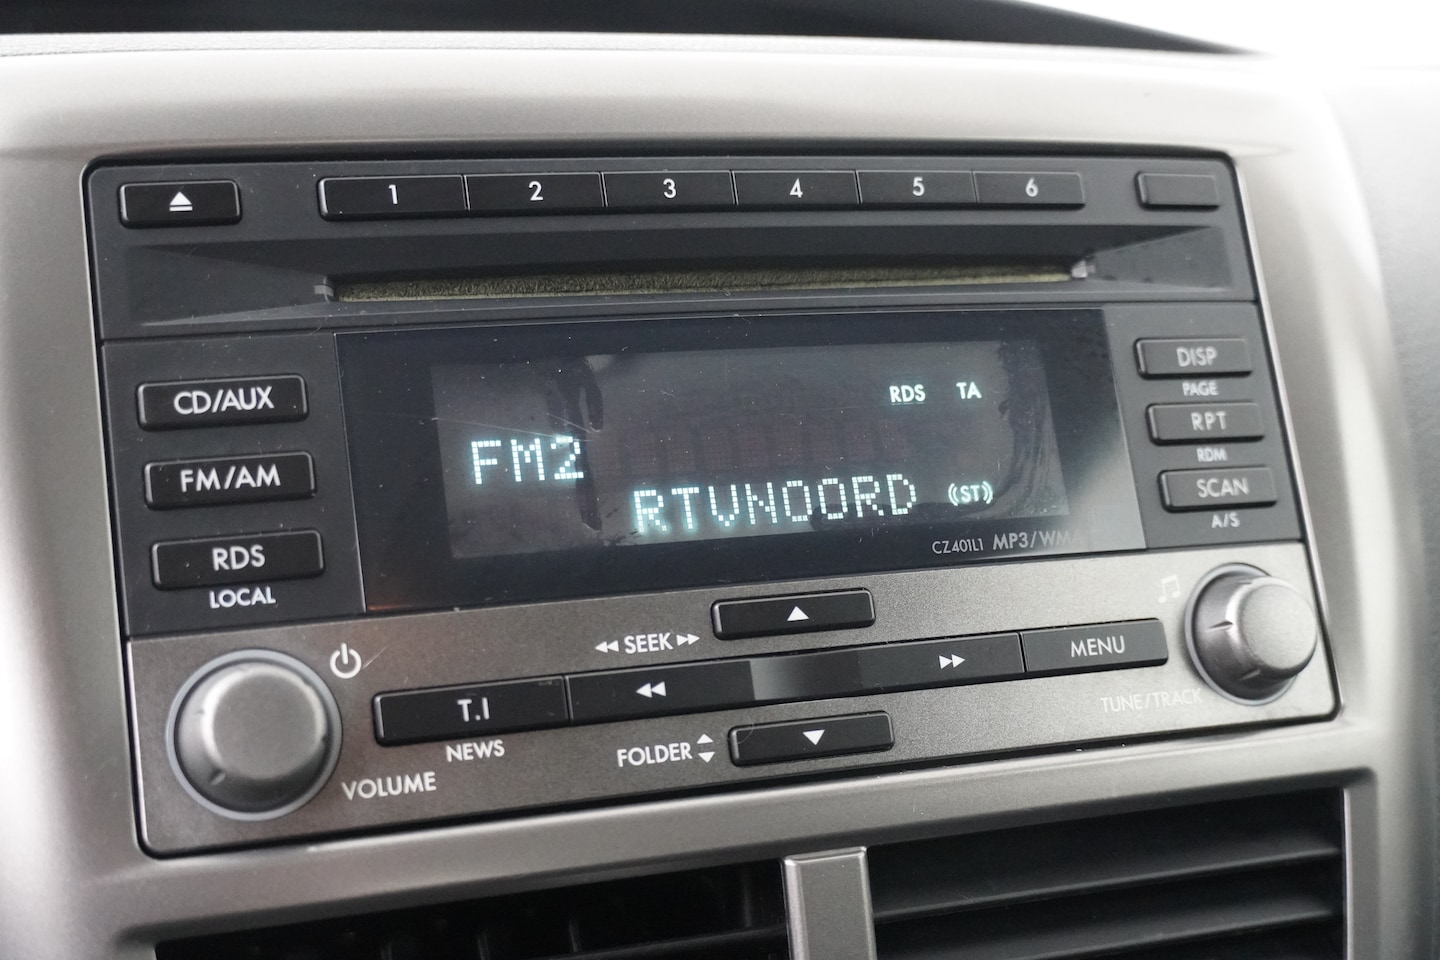 1 2 3 4 5 6
CD/AUX
FM/AM
RDS
LOCAL
RDS TA
FM2
RTVNOORD ((ST))
CZ401L1 MP3/WMA
DISP
PAGE
RPT
RDM
SCAN
A/S
SEEK
T.I
NEWS
MENU
FOLDER
VOLUME
TUNE/TRACK